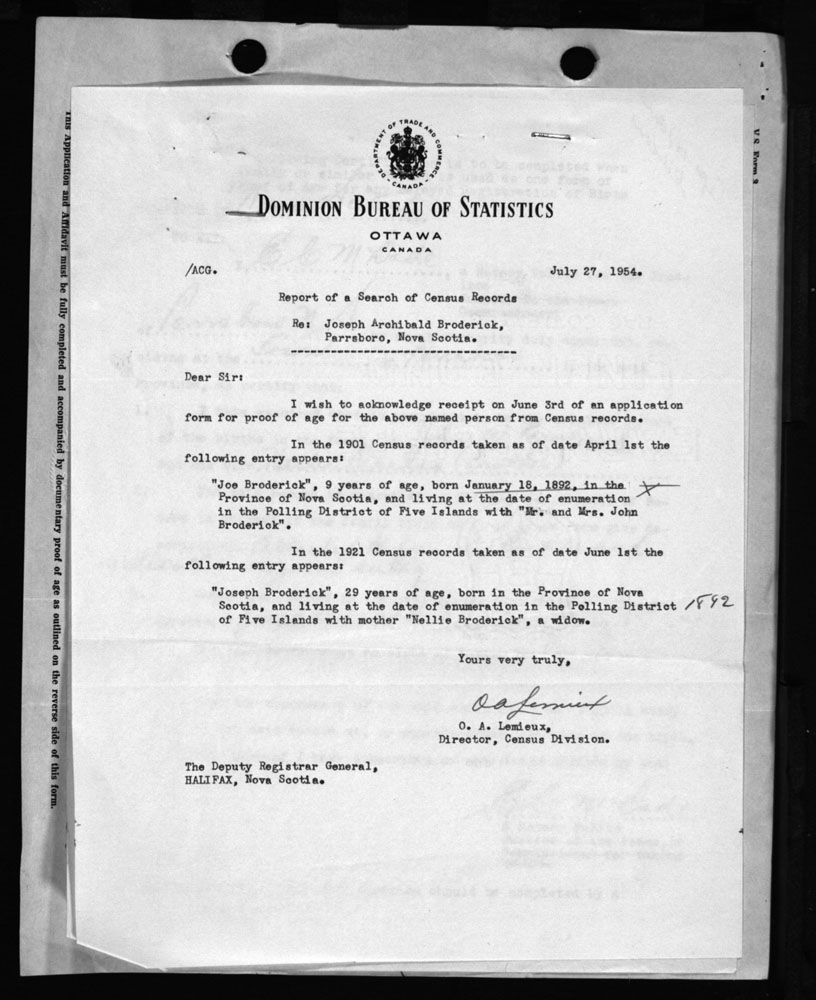 DEPARTMENT OF TRADE AND COMMERCE
CANADA
DOMINION BUREAU OF STATISTICS
OTTAWA
CANADA
/ACG.
July 27, 1954.
Report of a Search of Census Records
Re: Joseph Archibald Broderick,
Parrsboro, Nova Scotia.
Dear Sir:
I wish to acknowledge receipt on June 3rd of an application
form for proof of age for the above named person from Census records.
In the 1901 Census records taken as of date April 1st the
following entry appears:
"Joe Broderick", 9 years of age, born January 18, 1892, in the
Province of Nova Scotia, and living at the date of enumeration
in the Polling District of Five Islands with "Mr. and Mrs. John
Broderick".
In the 1921 Census records taken as of date June 1st the
following entry appears:
"Joseph Broderick", 29 years of age, born in the Province of Nova
Scotia, and living at the date of enumeration in the Polling District 1892
of Five Islands with mother "Nellie Broderick", a widow.
Yours very truly,
O A Lemieux
O. A. Lemieux,
Director, Census Division.
The Deputy Registrar General,
HALIFAX, Nova Scotia.
This Application and Affidavit must be fully completed and accompanied by documentary proof of age as outlined on the reverse side of this form.
V.S. Form